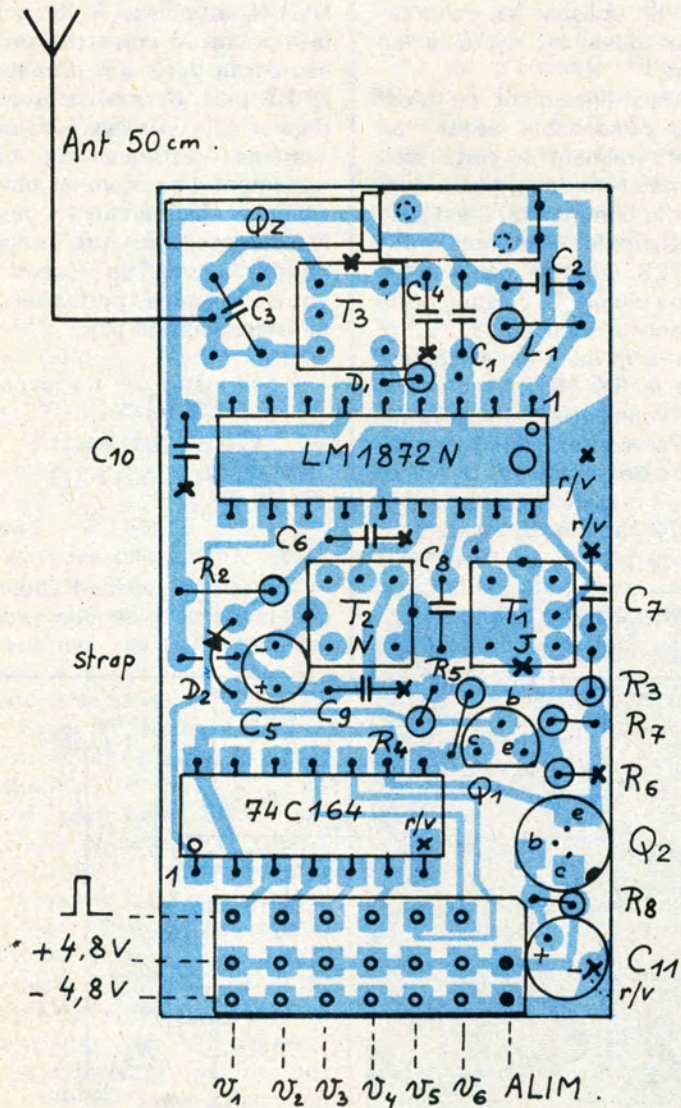 Ant 50 cm.
Q2
C2
C3
T3
C4
C1
L1
D1
1
C10
LM1872N
r/v
r/v
C6
R2
C8
C7
T2
T1
N
J
strap
-
+
D2
R5
b
R3
C5
C9
R4
c
e
R7
Q1
R6
74C164
r/v
e
Q2
b
c
1
R8
+ 4,8V
+
-
C11
- 4,8V
r/v
v1 v2 v3 v4 v5 v6 ALIM.